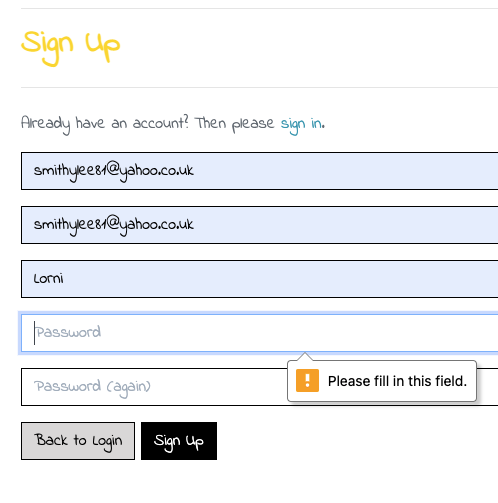 Sign Up
Already have an account? Then please sign in.
smithylee81@yahoo.co.uk
smithylee81@yahoo.co.uk
Lorni
Password
Please fill in this field.
Password (again)
Back to Login Sign Up